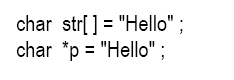 char  str[ ] = "Hello" ;
char  *p = "Hello" ;